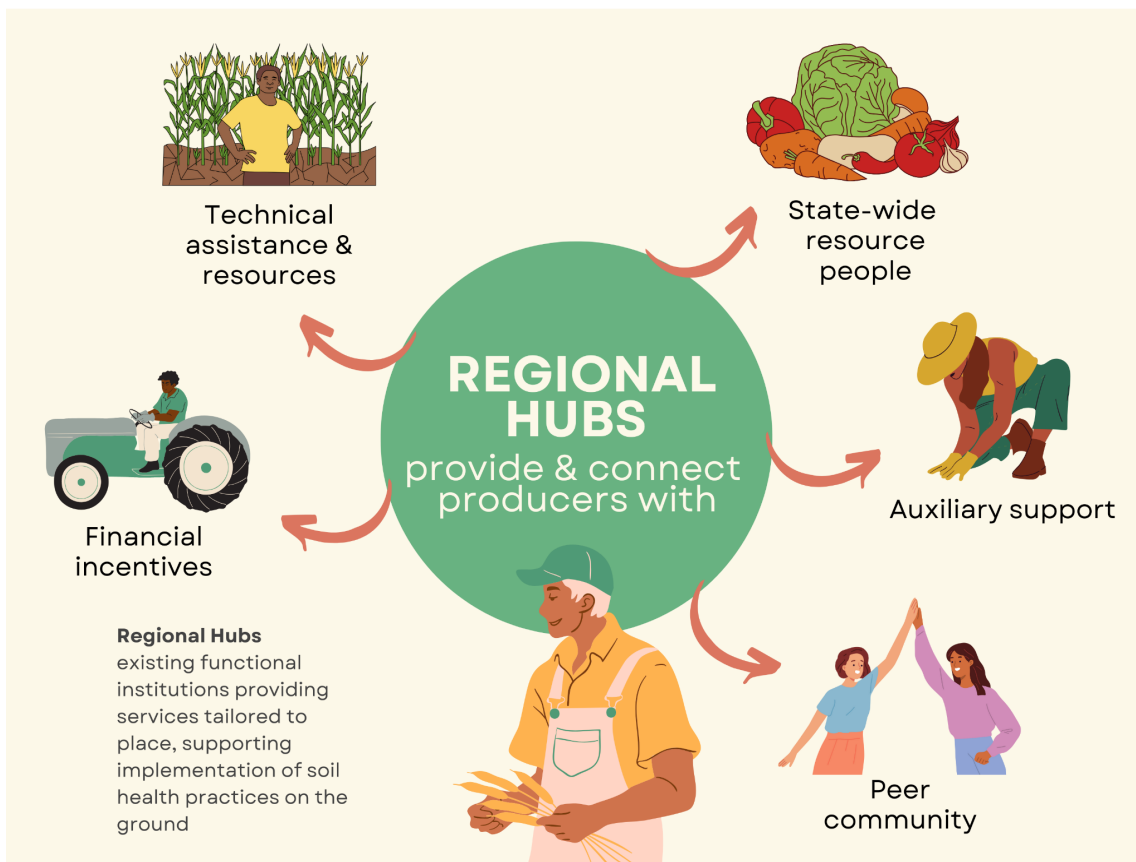 Technical
assistance &
resources
State-wide
resource
people
REGIONAL
HUBS
provide & connect
producers with
Financial
incentives
Auxiliary support
Regional Hubs
existing functional
institutions providing
services tailored to
place, supporting
implementation of soil
health practices on the
ground
Peer
community